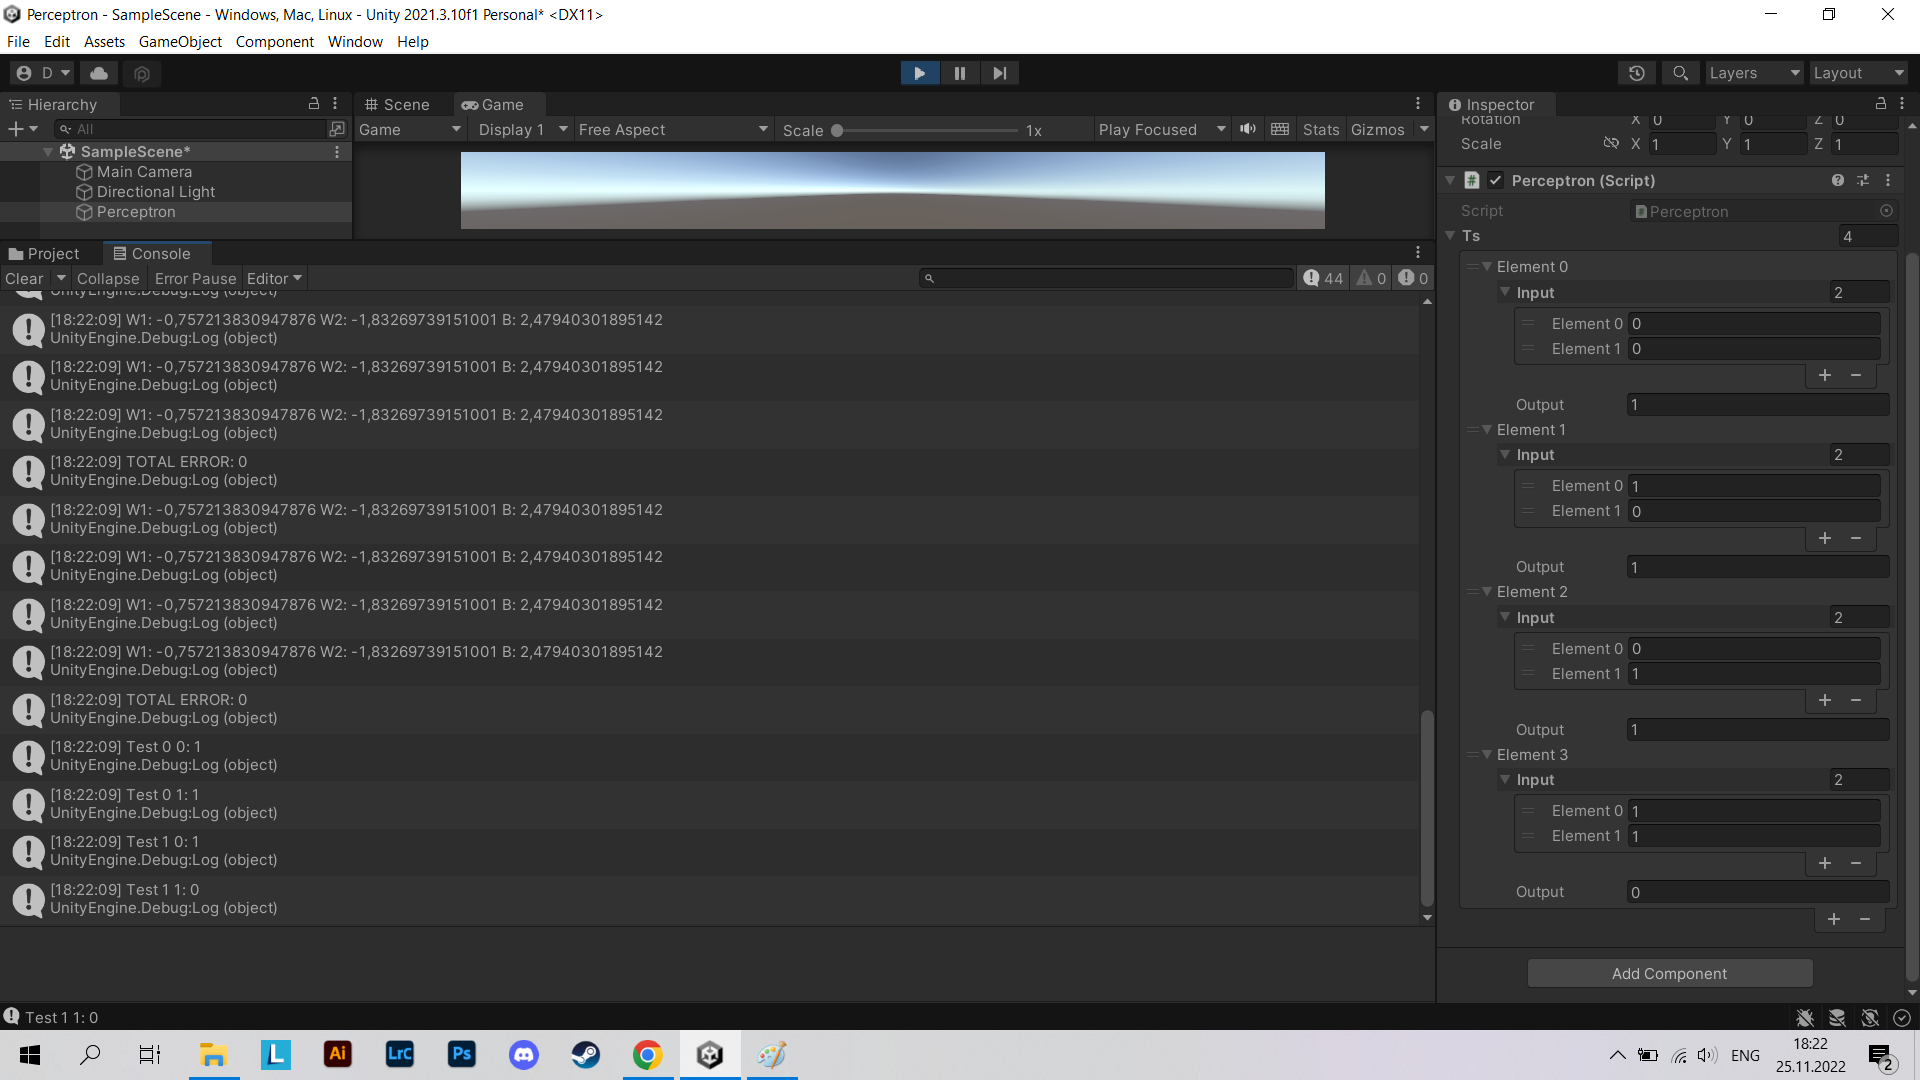 Perceptron - SampleScene - Windows, Mac, Linux - Unity 2021.3.10f1 Personal* <DX11>
File Edit Assets GameObject Component Window Help
D Layers Layout
Hierarchy Scene Game Inspector
All Game Display 1 Free Aspect Scale 1x Play Focused Stats Gizmos
Rotation X 0 Y 0 Z 0
Scale X 1 Y 1 Z 1
SampleScene*
Main Camera
Directional Light
Perceptron
Perceptron (Script)
Script Perceptron
Ts 4
Project Console
Clear Collapse Error Pause Editor 44 0 0
UnityEngine.Debug:Log (object)
[18:22:09] W1: -0,757213830947876 W2: -1,83269739151001 B: 2,47940301895142
UnityEngine.Debug:Log (object)
[18:22:09] W1: -0,757213830947876 W2: -1,83269739151001 B: 2,47940301895142
UnityEngine.Debug:Log (object)
[18:22:09] W1: -0,757213830947876 W2: -1,83269739151001 B: 2,47940301895142
UnityEngine.Debug:Log (object)
[18:22:09] TOTAL ERROR: 0
UnityEngine.Debug:Log (object)
[18:22:09] W1: -0,757213830947876 W2: -1,83269739151001 B: 2,47940301895142
UnityEngine.Debug:Log (object)
[18:22:09] W1: -0,757213830947876 W2: -1,83269739151001 B: 2,47940301895142
UnityEngine.Debug:Log (object)
[18:22:09] W1: -0,757213830947876 W2: -1,83269739151001 B: 2,47940301895142
UnityEngine.Debug:Log (object)
[18:22:09] W1: -0,757213830947876 W2: -1,83269739151001 B: 2,47940301895142
UnityEngine.Debug:Log (object)
[18:22:09] TOTAL ERROR: 0
UnityEngine.Debug:Log (object)
[18:22:09] Test 0 0: 1
UnityEngine.Debug:Log (object)
[18:22:09] Test 0 1: 1
UnityEngine.Debug:Log (object)
[18:22:09] Test 1 0: 1
UnityEngine.Debug:Log (object)
[18:22:09] Test 1 1: 0
UnityEngine.Debug:Log (object)
Element 0
Input 2
Element 0 0
Element 1 0
Output 1
Element 1
Input 2
Element 0 1
Element 1 0
Output 1
Element 2
Input 2
Element 0 0
Element 1 1
Output 1
Element 3
Input 2
Element 0 1
Element 1 1
Output 0
Add Component
Test 1 1: 0
L Ai LrC Ps ENG 18:22
25.11.2022 2